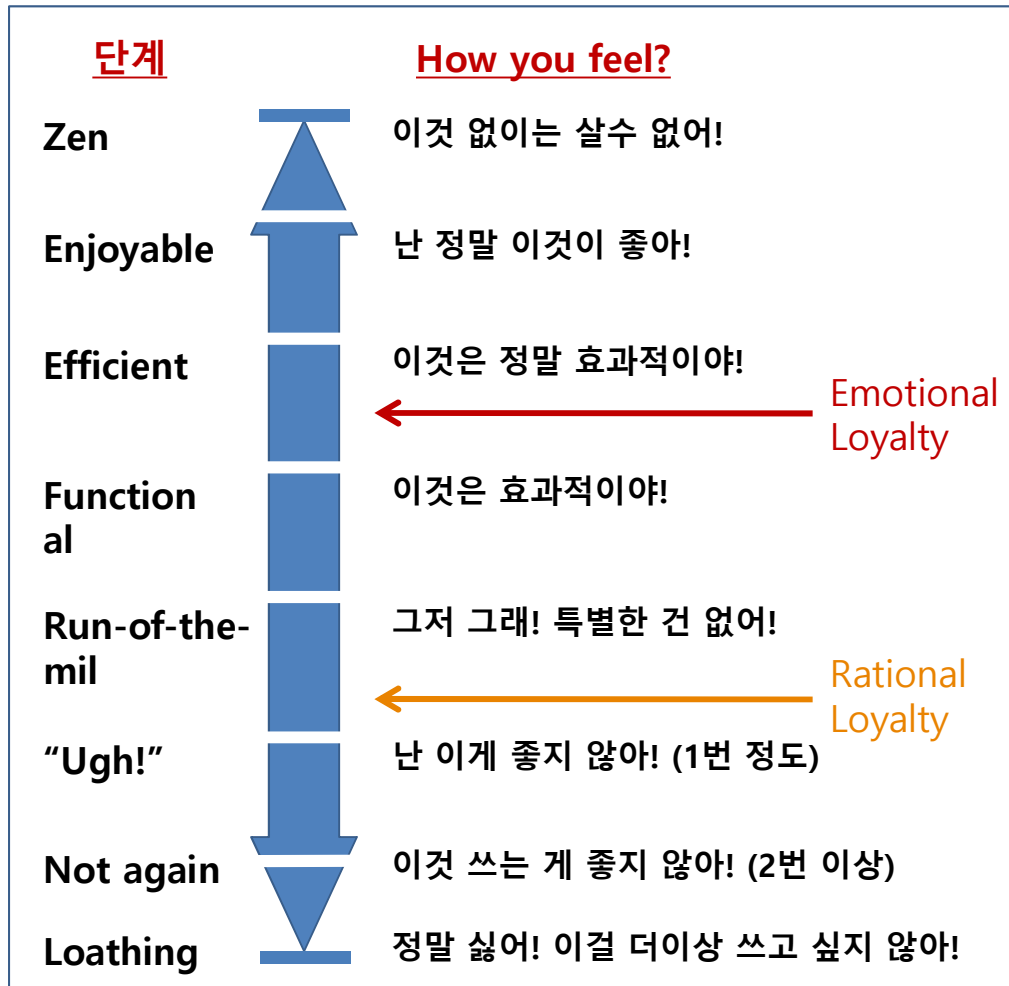 단계 How you feel?
Zen 이것 없이는 살수 없어!
Enjoyable 난 정말 이것이 좋아!
Efficient 이것은 정말 효과적이야!
Emotional
Loyalty
Function 이것은 효과적이야!
al
Run-of-the- 그저 그래! 특별한 건 없어!
mil
Rational
Loyalty
“Ugh!” 난 이게 좋지 않아! (1번 정도)
Not again 이것 쓰는 게 좋지 않아! (2번 이상)
Loathing 정말 싫어! 이걸 더이상 쓰고 싶지 않아!